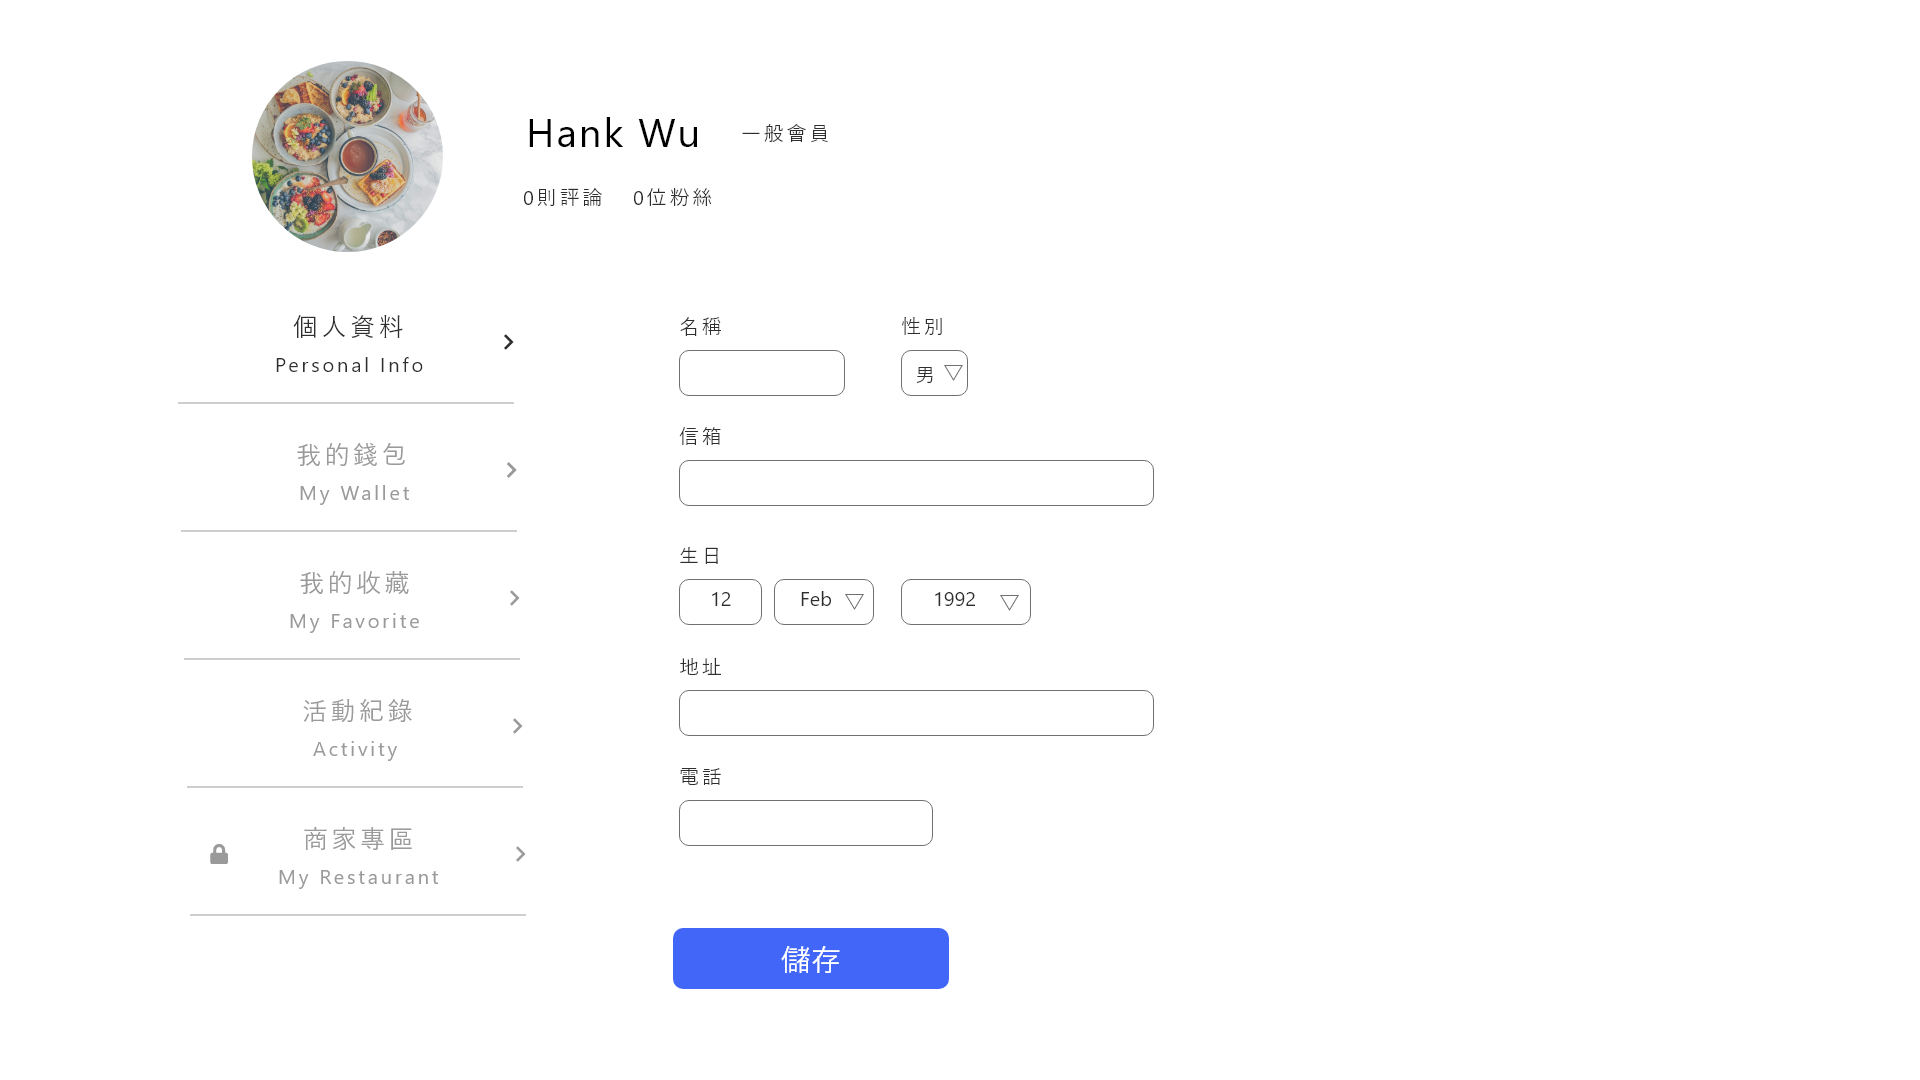 Hank Wu 一般會員
0則評論 0位粉絲
個人資料
Personal Info
我的錢包
My Wallet
我的收藏
My Favorite
活動紀錄
Activity
商家專區
My Restaurant
名稱 性別
男
信箱
生日
12 Feb 1992
地址
電話
儲存